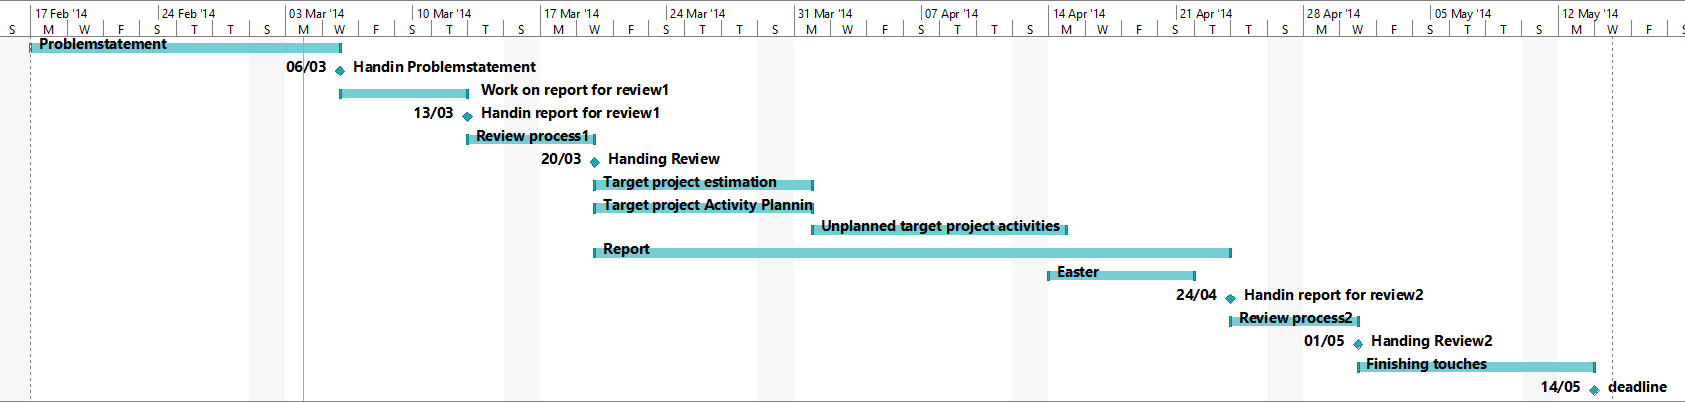 17 Feb '14 24 Feb '14 03 Mar '14 10 Mar '14 17 Mar '14 24 Mar '14 31 Mar '14 07 Apr '14 14 Apr '14 21 Apr '14 28 Apr '14 05 May '14 12 May '14
S M W F S T T S M W F S T T S M W F S T T S M W F S T T S M W F S T T S M W F S T T S M W F
Problemstatement
06/03 Handin Problemstatement
Work on report for review1
13/03 Handin report for review1
Review process1
20/03 Handing Review
Target project estimation
Target project Activity Plannin
Unplanned target project activities
Report
Easter
24/04 Handin report for review2
Review process2
01/05 Handing Review2
Finishing touches
14/05 deadline